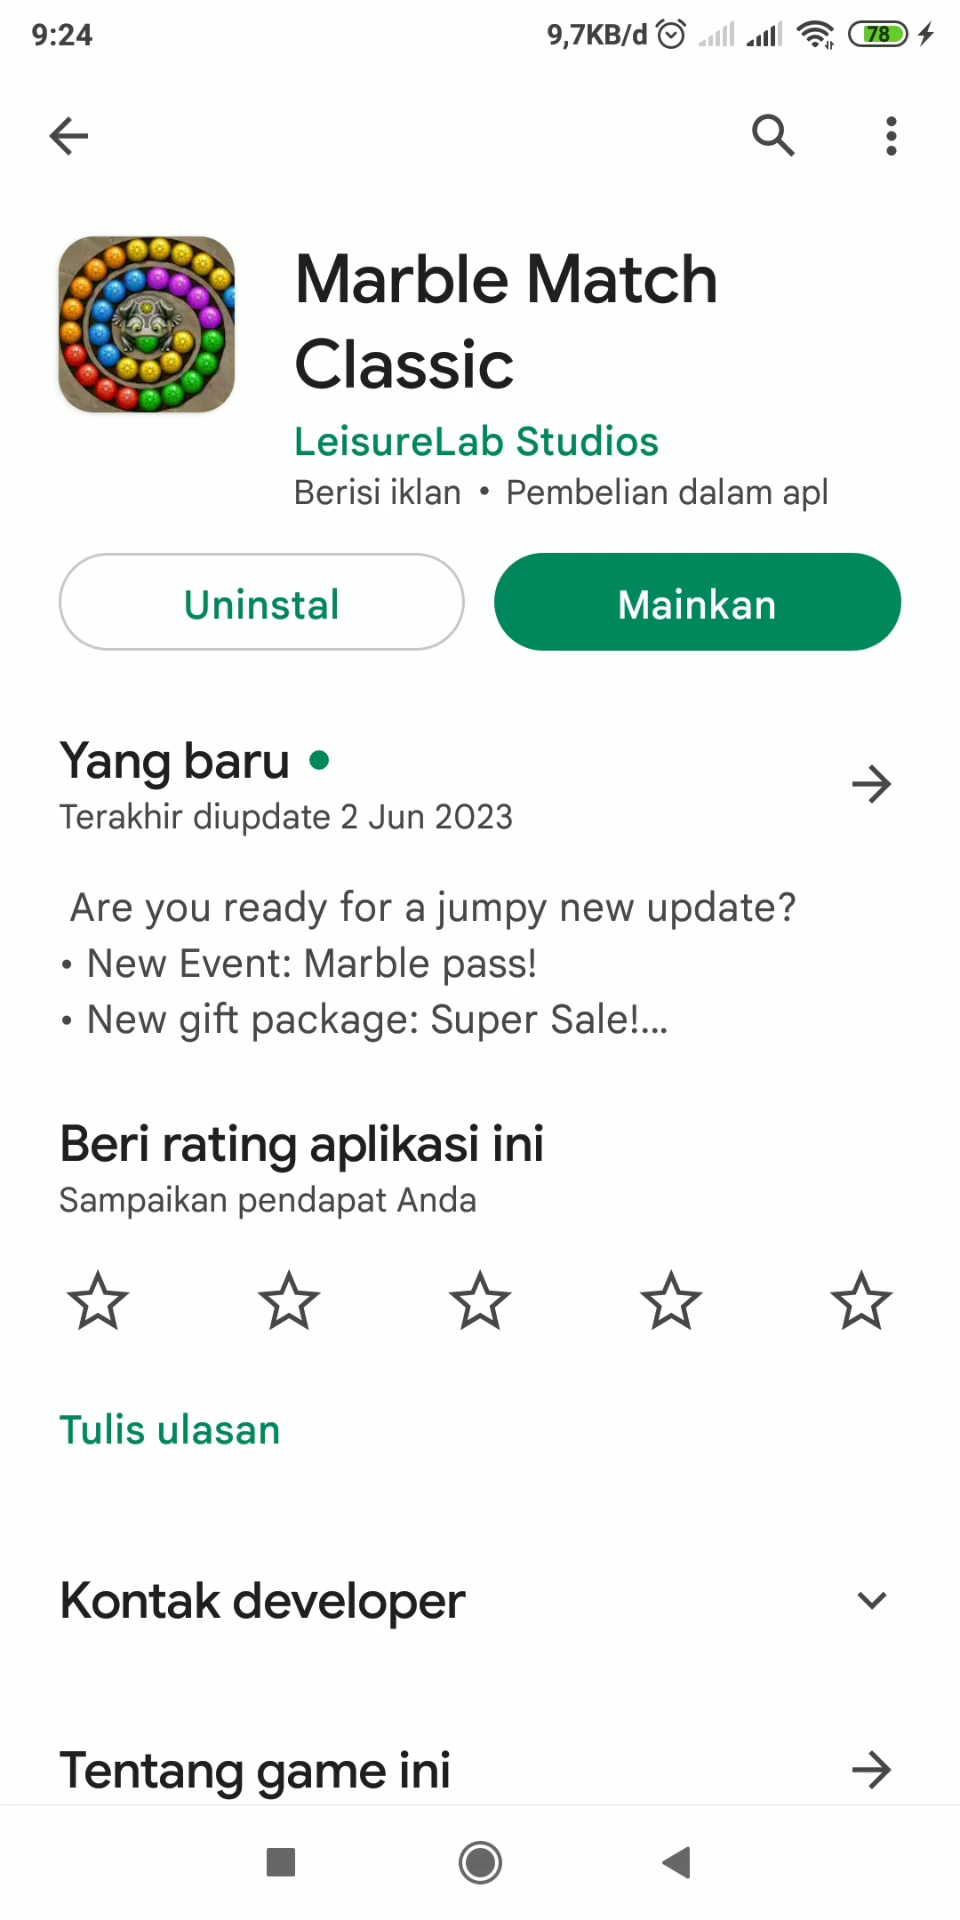 9:24 9,7KB/d 78
Marble Match
Classic
LeisureLab Studios
Berisi iklan • Pembelian dalam apl
Uninstal Mainkan
Yang baru
Terakhir diupdate 2 Jun 2023
Are you ready for a jumpy new update?
• New Event: Marble pass!
• New gift package: Super Sale!...
Beri rating aplikasi ini
Sampaikan pendapat Anda
Tulis ulasan
Kontak developer
Tentang game ini